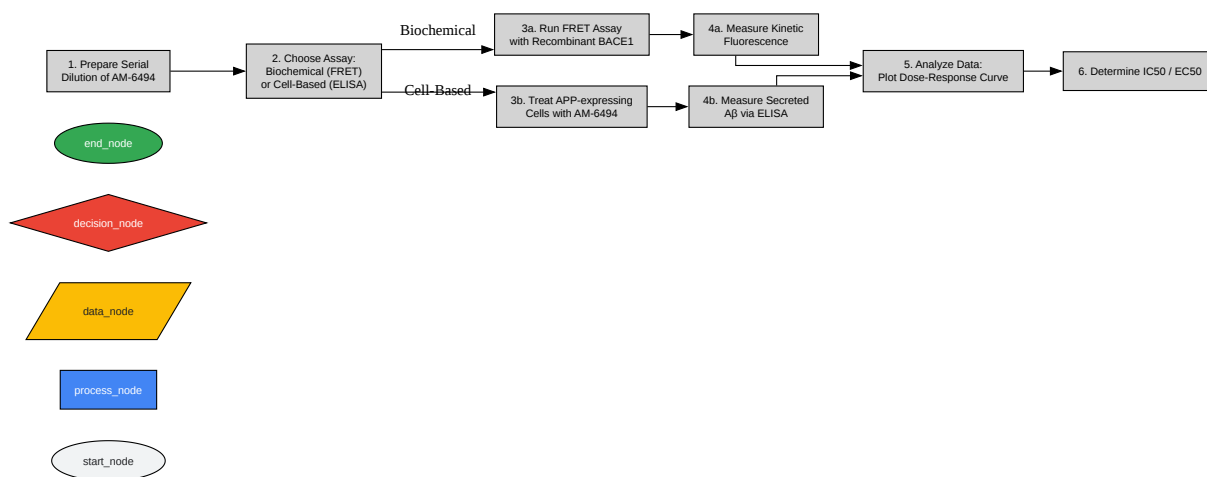 1. Prepare Serial
Dilution of AM-6494
2. Choose Assay:
Biochemical (FRET)
or Cell-Based (ELISA)
Biochemical
Cell-Based
3a. Run FRET Assay
with Recombinant BACE1
3b. Treat APP-expressing
Cells with AM-6494
4a. Measure Kinetic
Fluorescence
4b. Measure Secreted
Aβ via ELISA
5. Analyze Data:
Plot Dose-Response Curve
6. Determine IC50 / EC50
end_node
decision_node
data_node
process_node
start_node